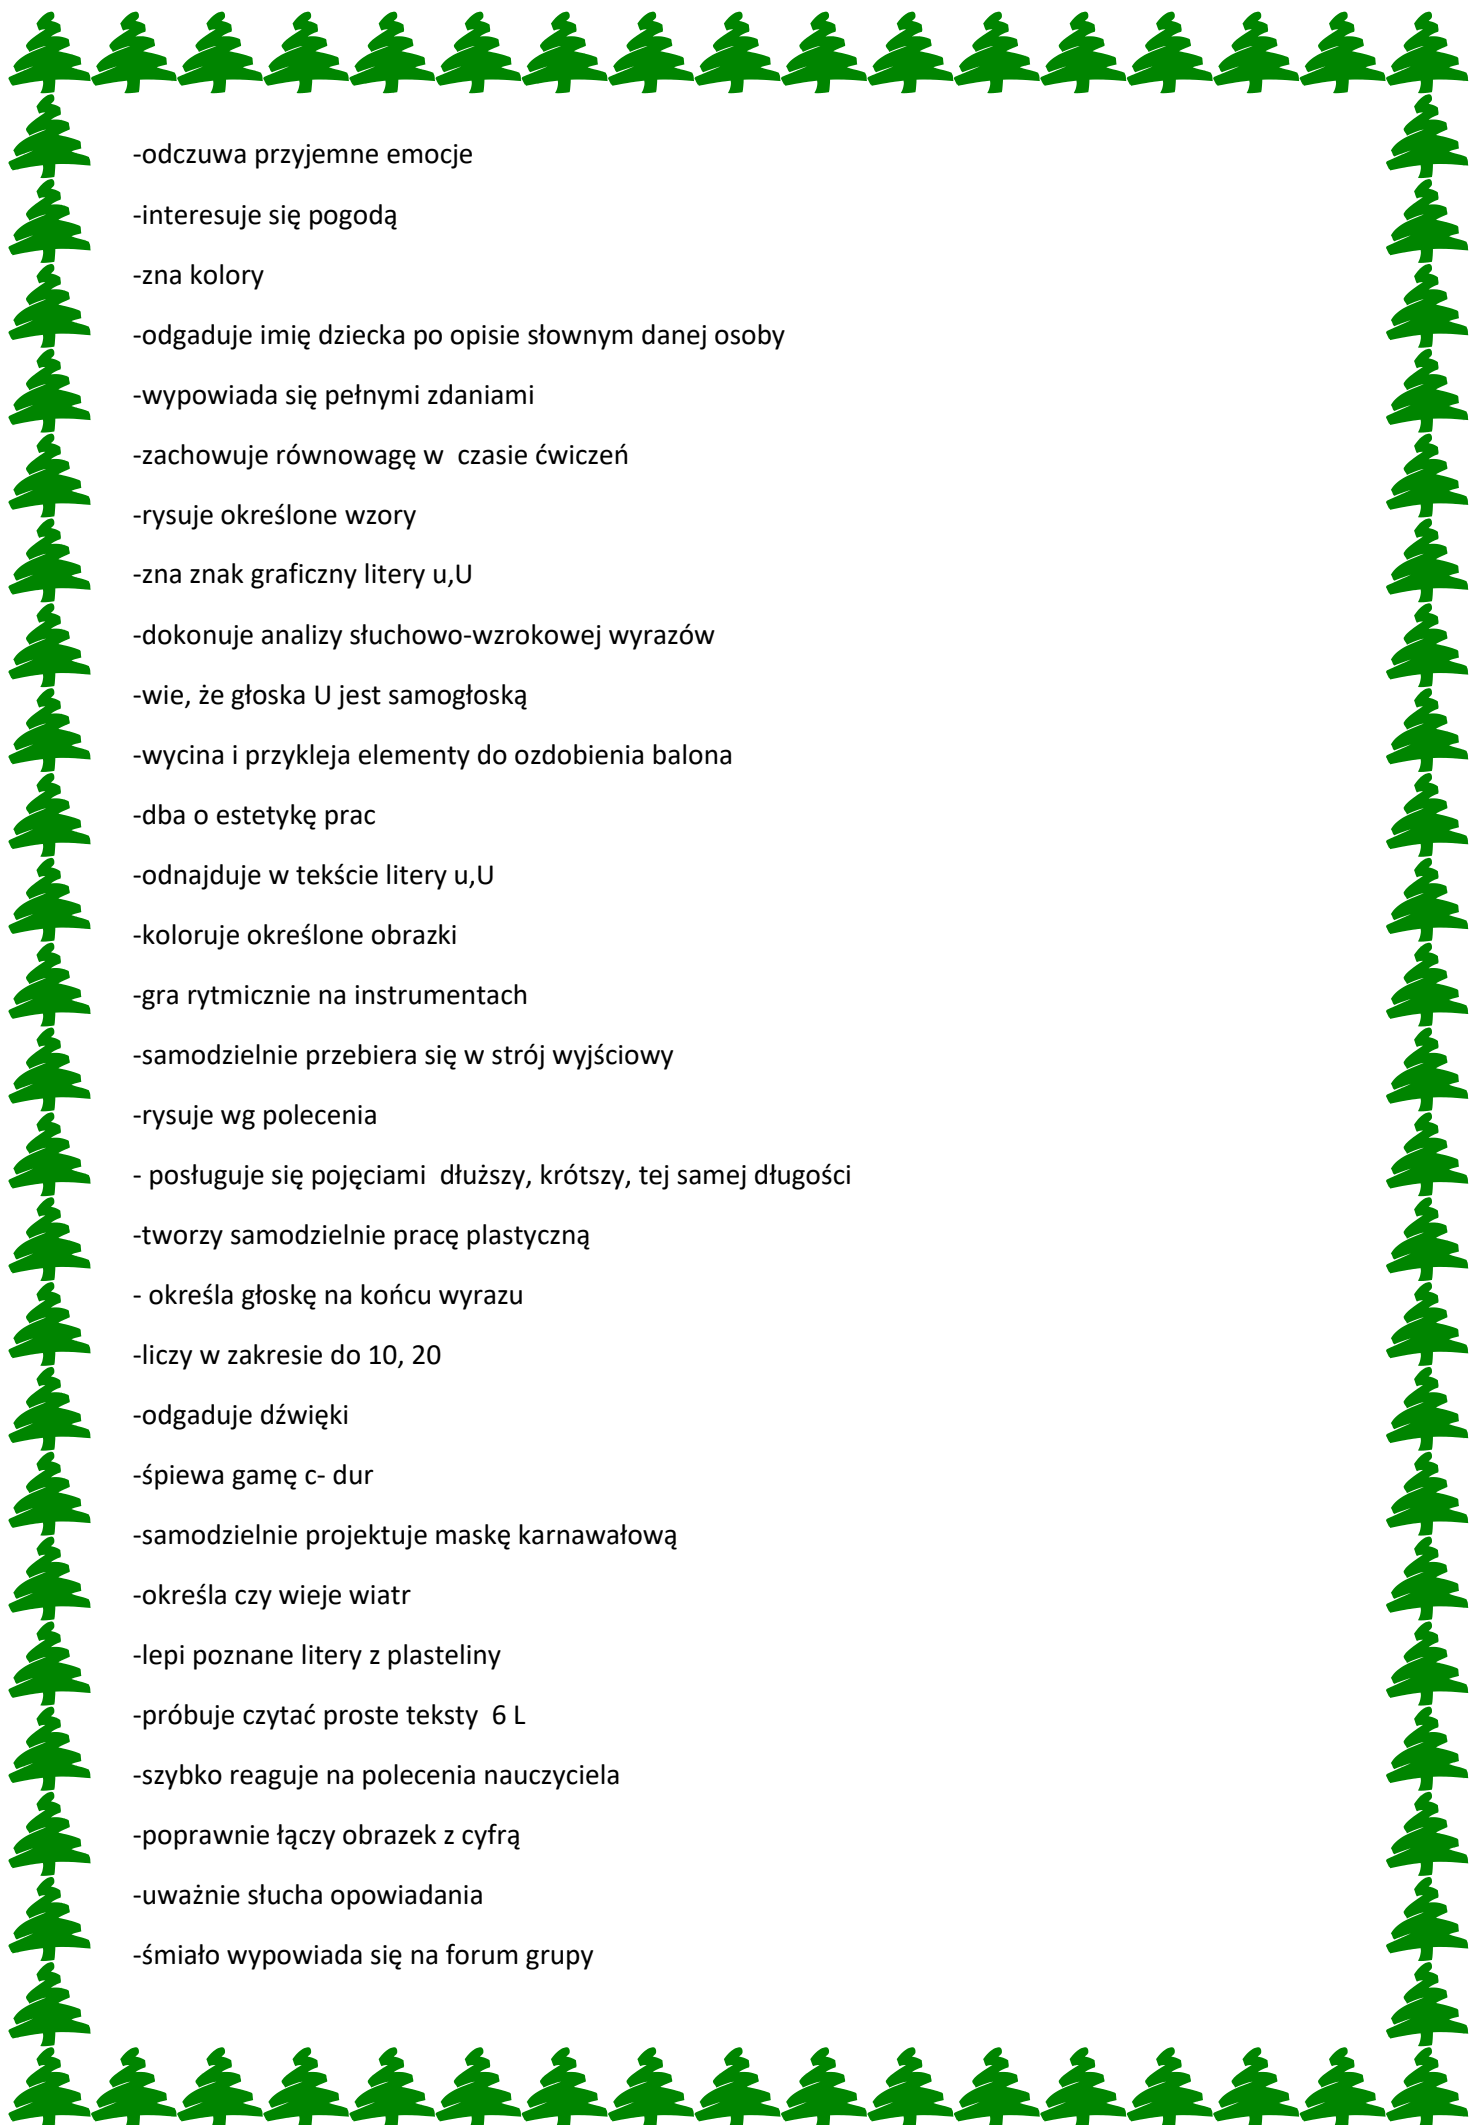 -odczuwa przyjemne emocje
-interesuje się pogodą
-zna kolory
-odgaduje imię dziecka po opisie słownym danej osoby
-wypowiada się pełnymi zdaniami
-zachowuje równowagę w  czasie ćwiczeń
-rysuje określone wzory
-zna znak graficzny litery u,U
-dokonuje analizy słuchowo-wzrokowej wyrazów
-wie, że głoska U jest samogłoską
-wycina i przykleja elementy do ozdobienia balona
-dba o estetykę prac
-odnajduje w tekście litery u,U
-koloruje określone obrazki
-gra rytmicznie na instrumentach
-samodzielnie przebiera się w strój wyjściowy
-rysuje wg polecenia
- posługuje się pojęciami  dłuższy, krótszy, tej samej długości
-tworzy samodzielnie pracę plastyczną
- określa głoskę na końcu wyrazu
-liczy w zakresie do 10, 20
-odgaduje dźwięki
-śpiewa gamę c- dur
-samodzielnie projektuje maskę karnawałową
-określa czy wieje wiatr
-lepi poznane litery z plasteliny
-próbuje czytać proste teksty  6 L
-szybko reaguje na polecenia nauczyciela
-poprawnie łączy obrazek z cyfrą
-uważnie słucha opowiadania
-śmiało wypowiada się na forum grupy